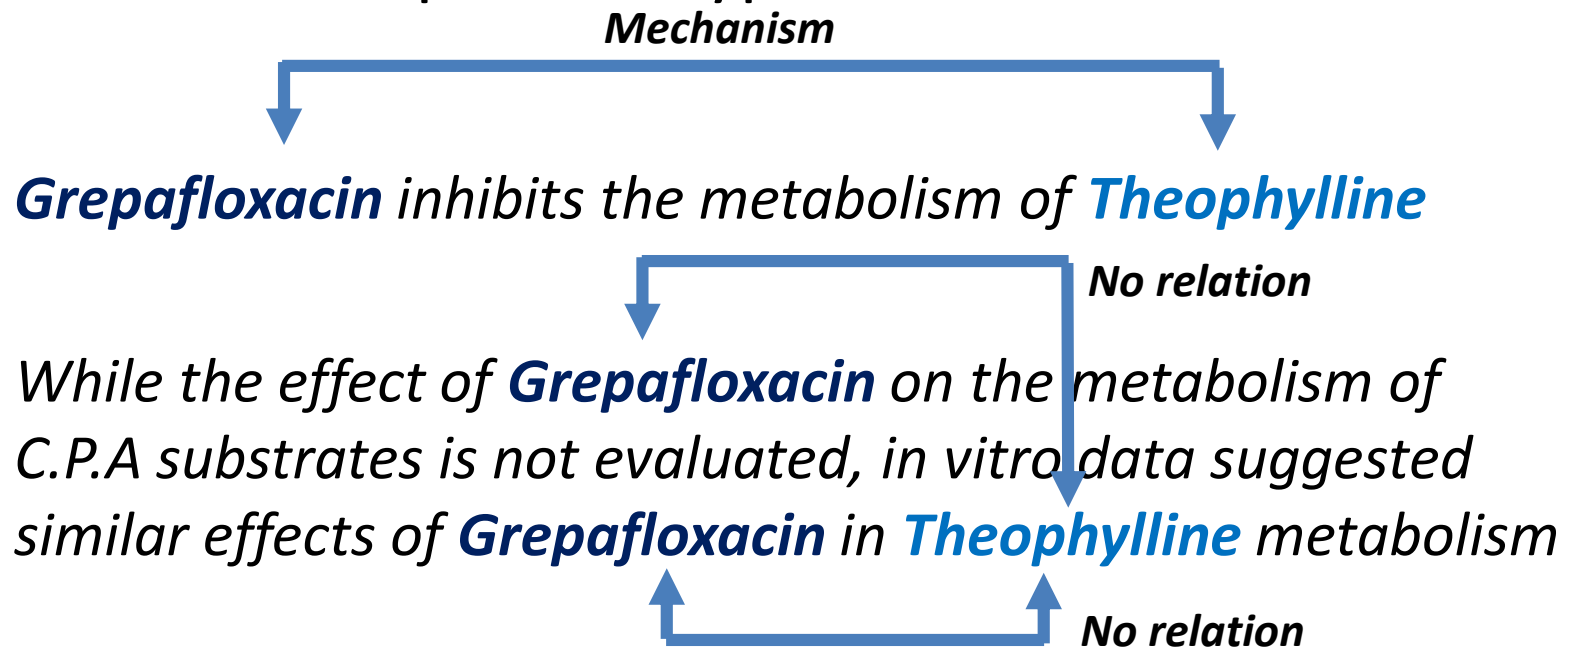 Mechanism
Grepafloxacin inhibits the metabolism of Theophylline
No relation
While the effect of Grepafloxacin on the metabolism of
C.P.A substrates is not evaluated, in vitro data suggested
similar effects of Grepafloxacin in Theophylline metabolism
No relation